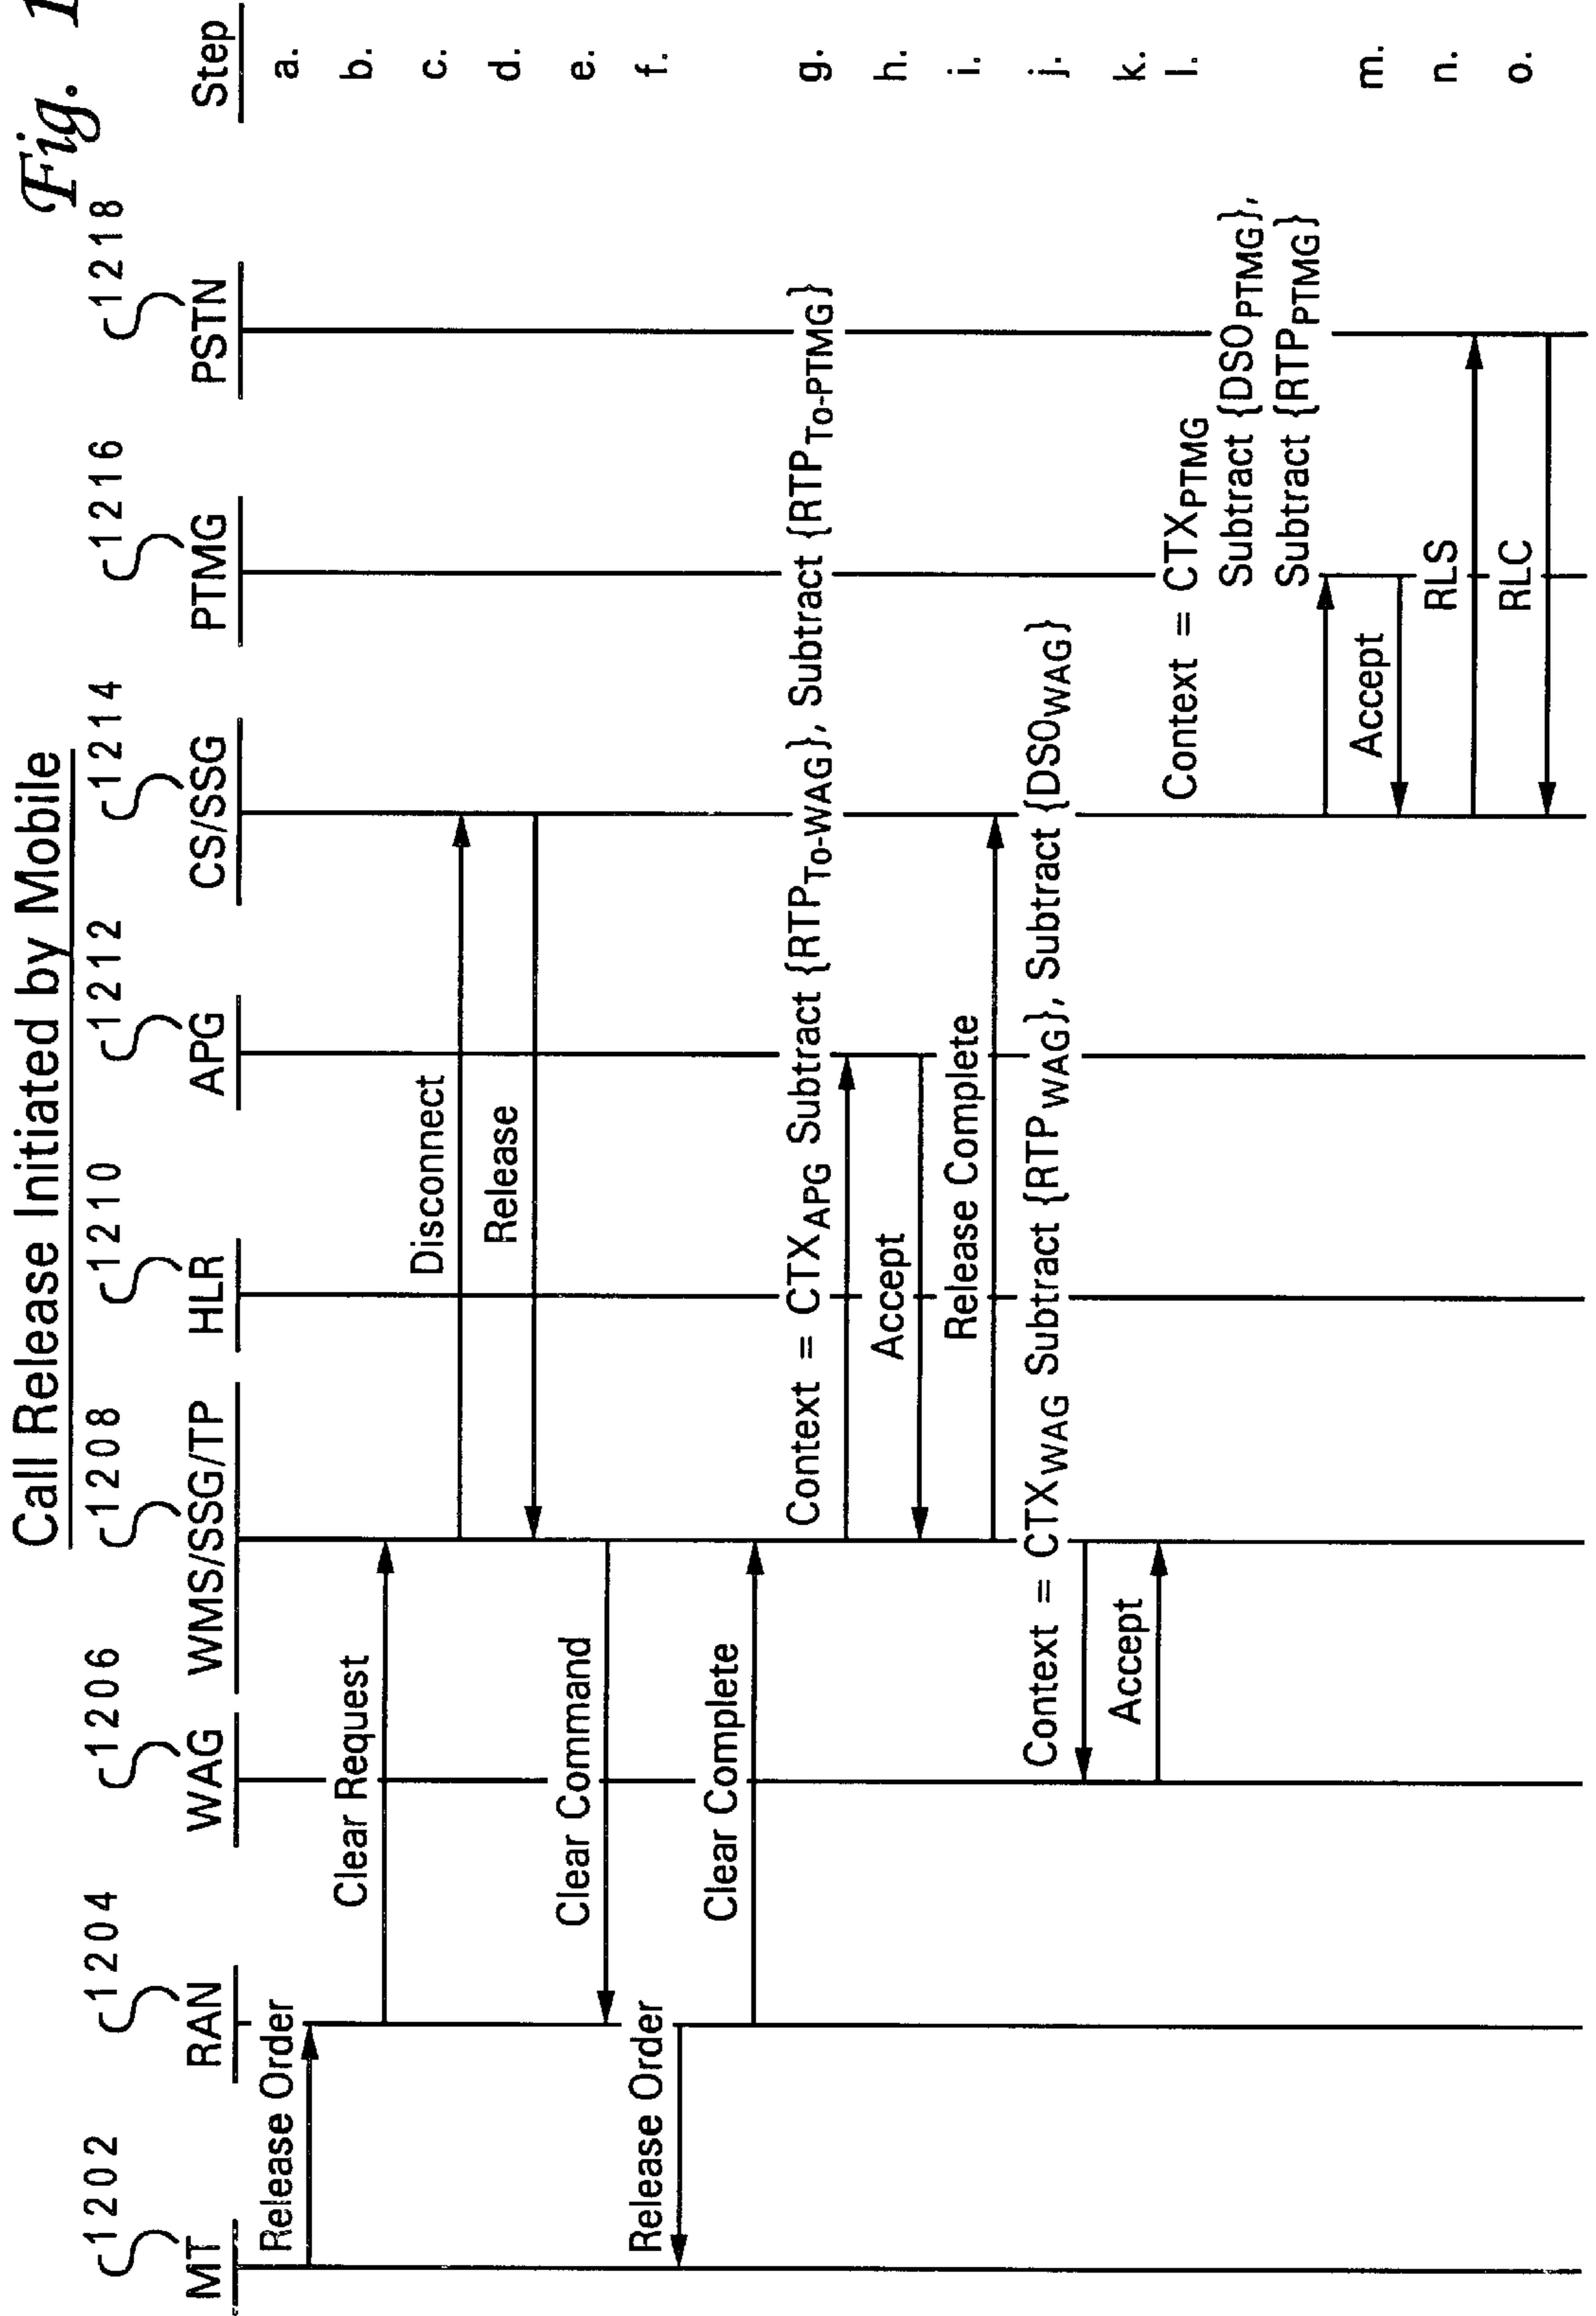 Call Release Initiated by Mobile
Fig. 1
1202
1204
1206
1208
1210
1212
1214
1216
1218
MT
RAN
WAG
WMS/SSG/TP
HLR
APG
CS/SSG
PTMG
PSTN
Step
Release Order
a.
Clear Request
b.
Disconnect
c.
Release
d.
Clear Command
e.
Release Order
f.
Clear Complete
Context = CTXAPG Subtract {RTPTo-WAG}, Subtract {RTPTo-PTMG}
g.
Accept
h.
Release Complete
i.
Context = CTXWAG Subtract {RTPWAG}, Subtract {DSOWAG}
j.
Accept
k.
Context = CTXPTMG
l.
Subtract {DSOPTMG},
Subtract {RTPPTMG}
Accept
m.
RLS
n.
RLC
o.